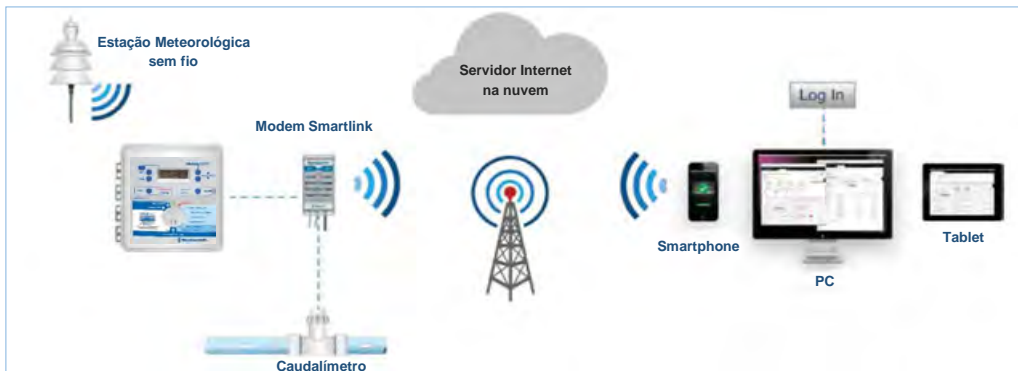 Estação Meteorológica
sem fio
Servidor Internet
na nuvem
Log In
Modem Smartlink
Smartphone
Tablet
PC
Caudalímetro